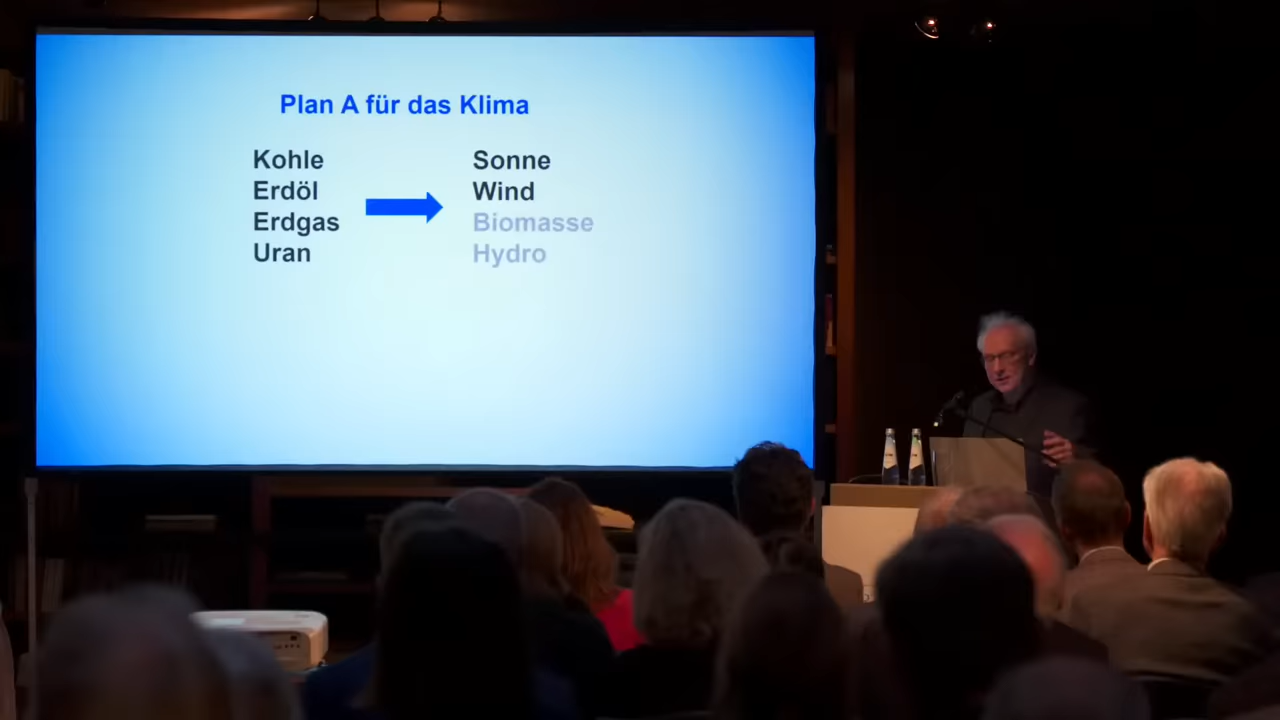 Plan A für das Klima
Kohle
Erdöl
Erdgas
Uran
Sonne
Wind
Biomasse
Hydro